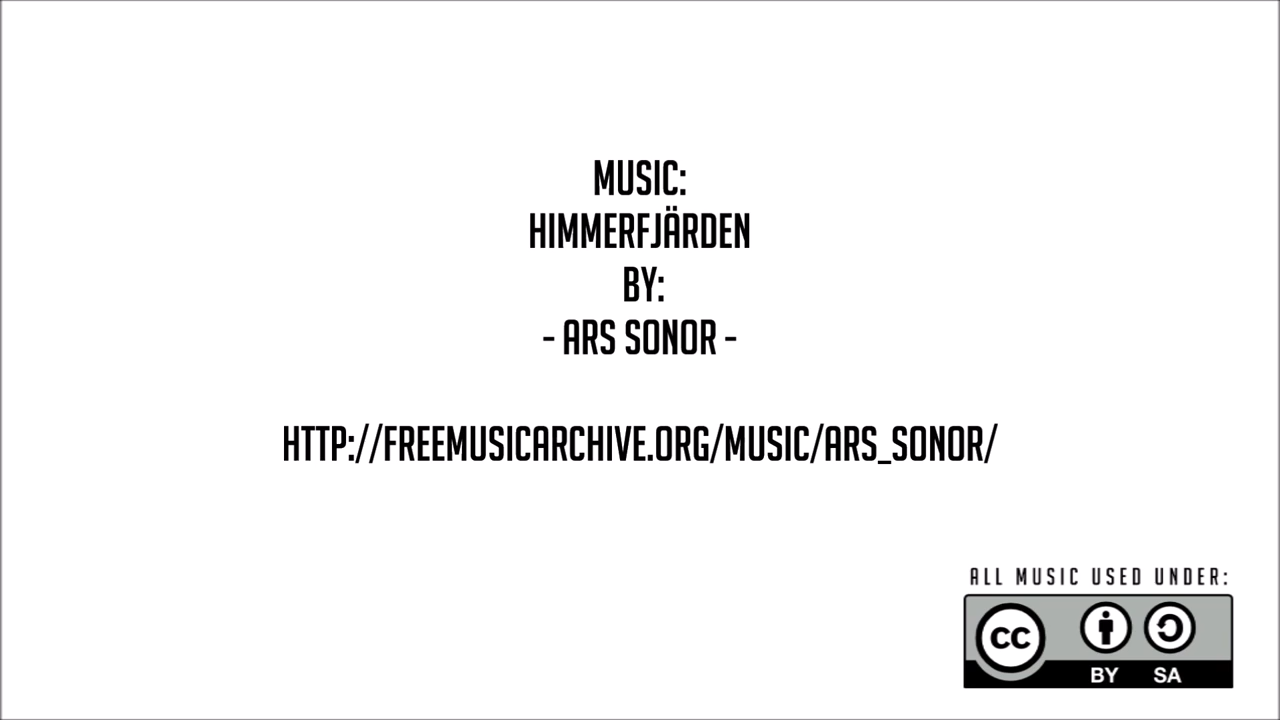 MUSIC:
HIMMERFJÄRDEN
BY:
- ARS SONOR -
HTTP://FREEMUSICARCHIVE.ORG/MUSIC/ARS_SONOR/
ALL MUSIC USED UNDER:
CC
BY SA